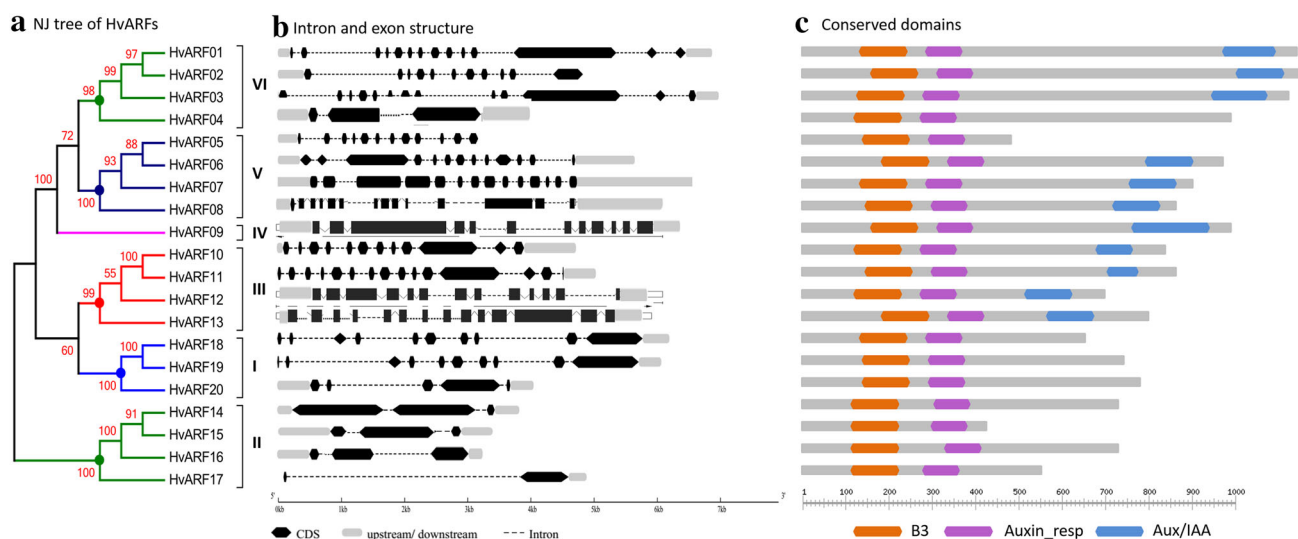 a NJ tree of HvARFs
b Intron and exon structure
c Conserved domains
97 HvARF01
99 HvARF02
98 HvARF03
HvARF04
VI
72
88 HvARF05
93 HvARF06
HvARF07
100 HvARF08
V
100
HvARF09 IV
100 HvARF10
55 HvARF11
99 HvARF12
HvARF13
III
60
100 HvARF18
HvARF19
100 HvARF20
I
91 HvARF14
100 HvARF15
HvARF16
100 HvARF17
II
5' 3'
0kb 1kb 2kb 3kb 4kb 5kb 6kb 7kb
CDS upstream/ downstream Intron
1 100 200 300 400 500 600 700 800 900 1000
B3 Auxin_resp Aux/IAA